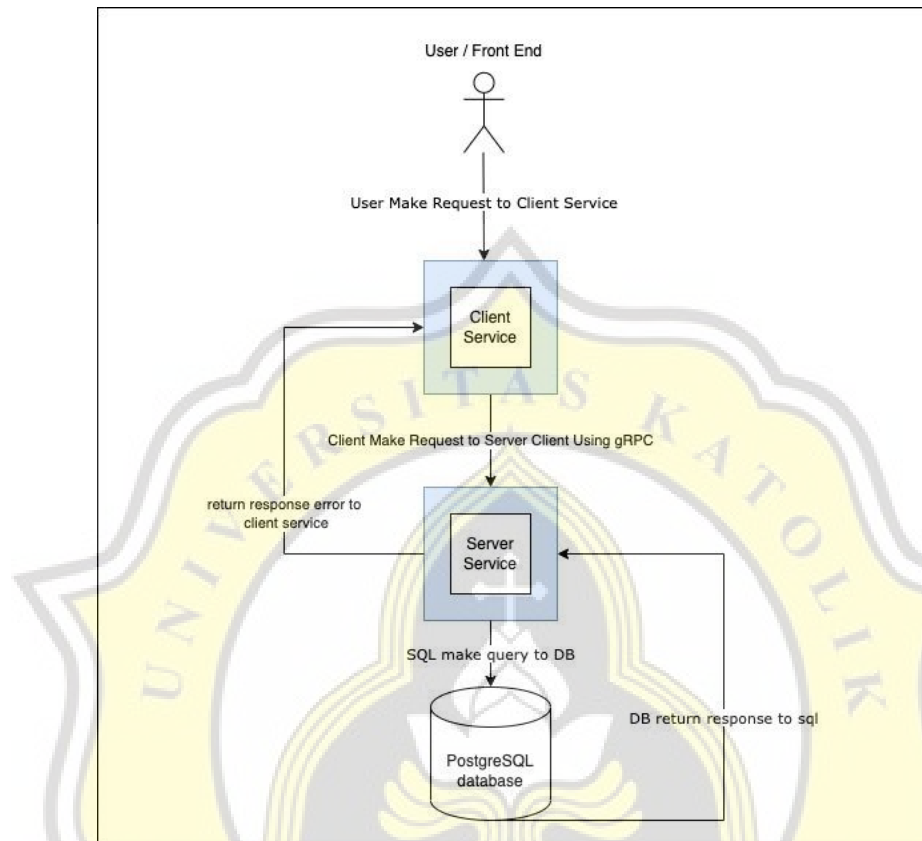 User / Front End
User Make Request to Client Service
Client
Service
UNIVERSITAS KATOLIK
Client Make Request to Server Client Using gRPC
return response error to
client service
Server
Service
SQL make query to DB
DB return response to sql
PostgreSQL
database